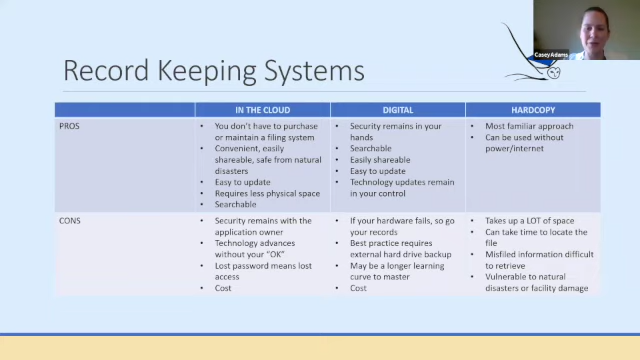 Casey Adams
Record Keeping Systems
IN THE CLOUD
DIGITAL
HARDCOPY
PROS
• You don't have to purchase
or maintain a filing system
• Convenient, easily
shareable, safe from natural
disasters
• Easy to update
• Requires less physical space
• Searchable
• Security remains in your
hands
• Searchable
• Easily shareable
• Easy to update
• Technology updates remain
in your control
• Most familiar approach
• Can be used without
power/internet
CONS
• Security remains with the
application owner
• Technology advances
without your "OK"
• Lost password means lost
access
• Cost
• If your hardware fails, so go
your records
• Best practice requires
external hard drive backup
• May be a longer learning
curve to master
• Cost
• Takes up a LOT of space
• Can take time to locate the
file
• Misfiled information difficult
to retrieve
• Vulnerable to natural
disasters or facility damage